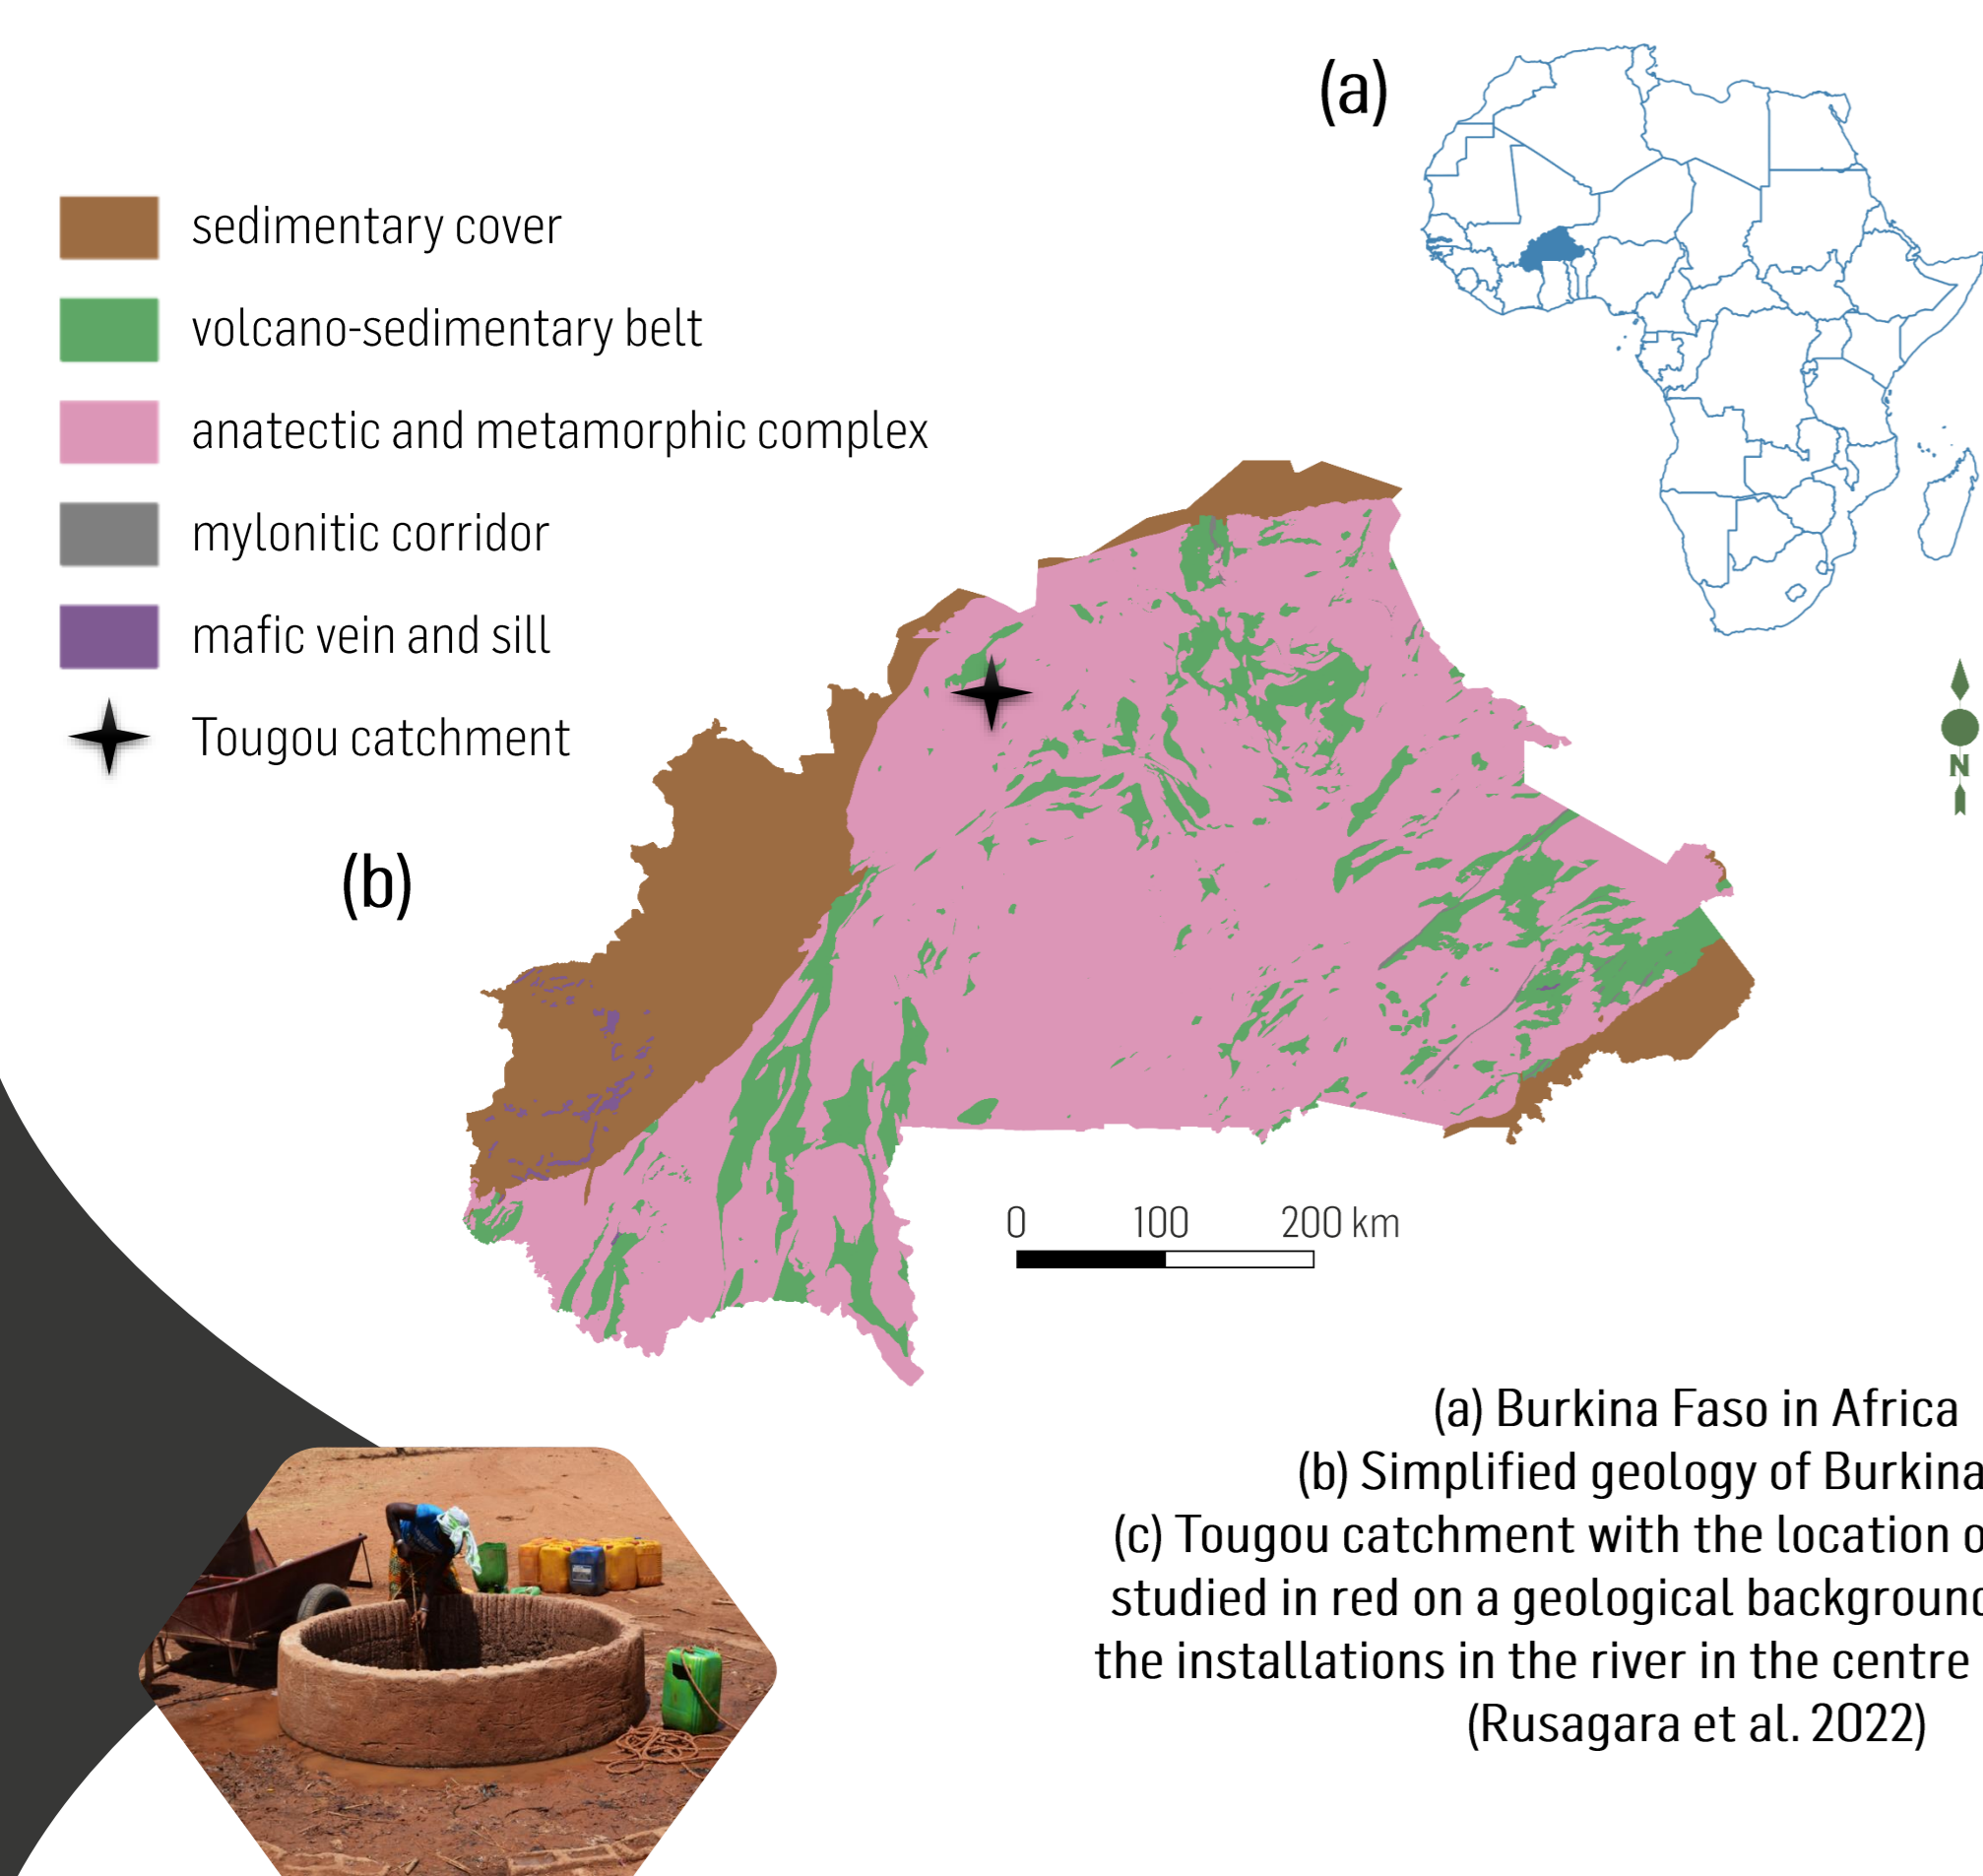 (a)
sedimentary cover
volcano-sedimentary belt
anatectic and metamorphic complex
mylonitic corridor
mafic vein and sill
Tougou catchment
N
(b)
0 100 200 km
(a) Burkina Faso in Africa
(b) Simplified geology of Burkina
(c) Tougou catchment with the location
studied in red on a geological background
the installations in the river in the centre
(Rusagara et al. 2022)